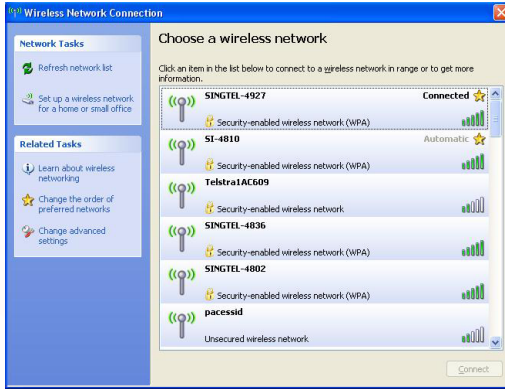 Wireless Network Connection
Network Tasks
Refresh network list
Set up a wireless network
for a home or small office
Related Tasks
Learn about wireless
networking
Change the order of
preferred networks
Change advanced
settings
Choose a wireless network
Click an item in the list below to connect to a wireless network in range or to get more
information.
SINGTEL-4927 Connected
Security-enabled wireless network (WPA)
SI-4810 Automatic
Security-enabled wireless network (WPA)
Telstra1AC609
Security-enabled wireless network
SINGTEL-4836
Security-enabled wireless network (WPA)
SINGTEL-4802
Security-enabled wireless network (WPA)
pacessid
Unsecured wireless network
Connect